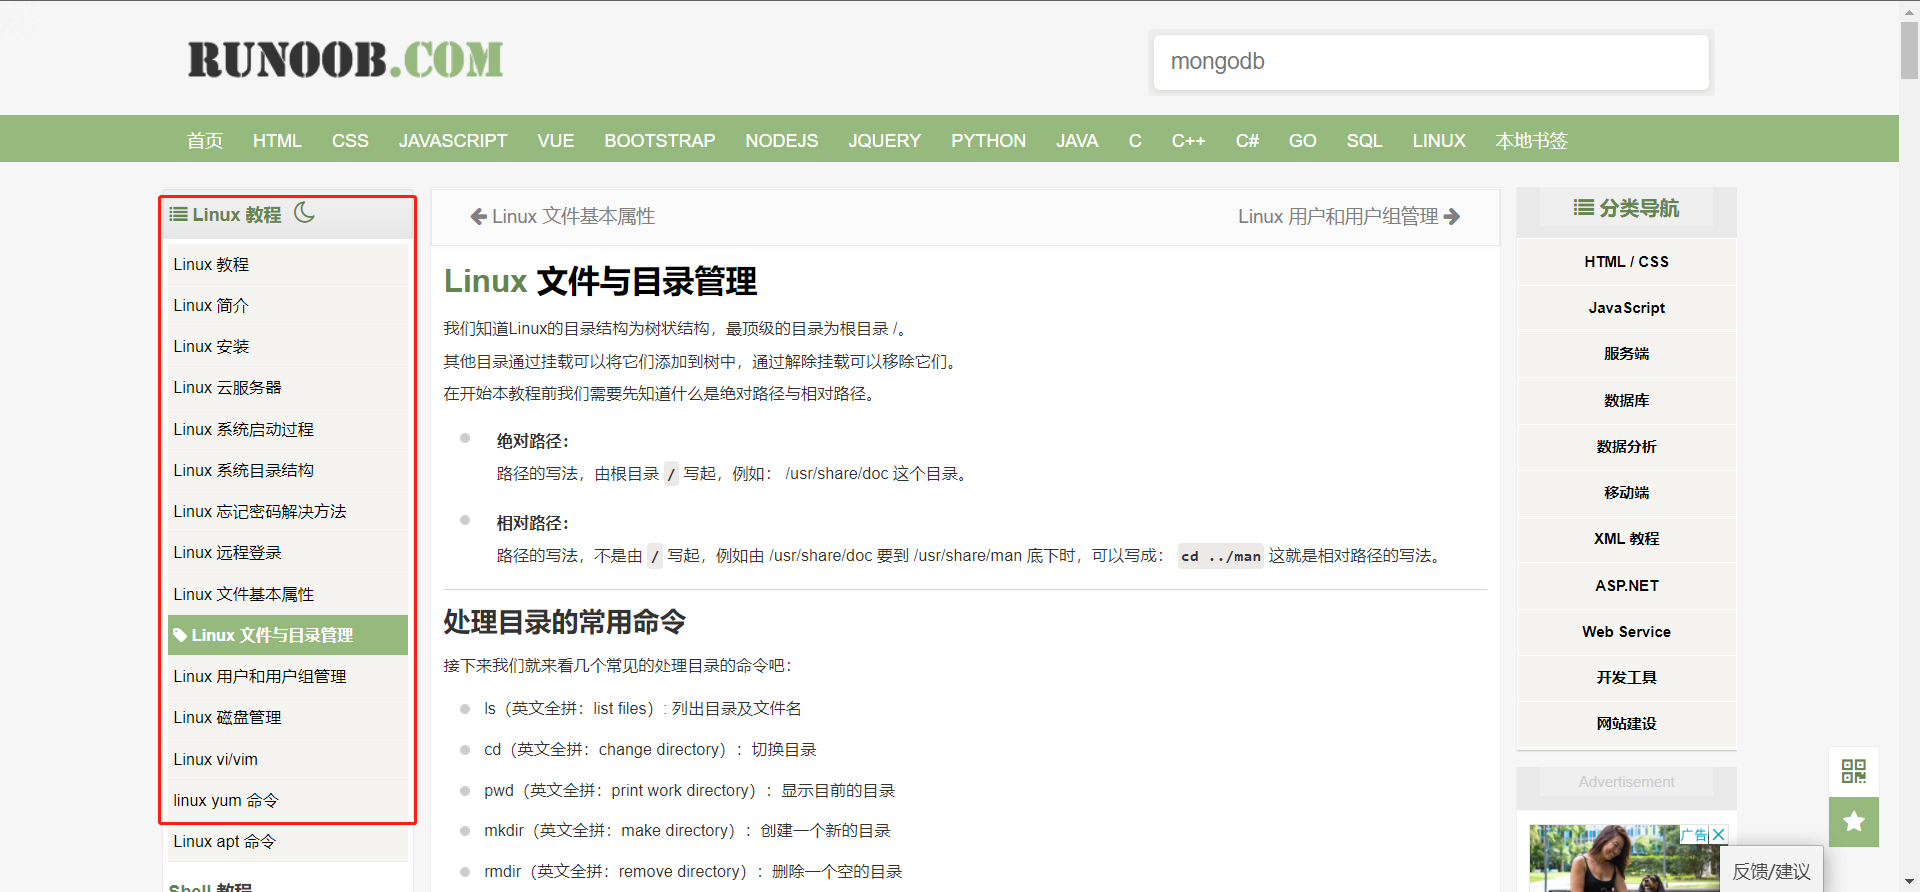 RUNOOB.COM
mongodb
首页 HTML CSS JAVASCRIPT VUE BOOTSTRAP NODEJS JQUERY PYTHON JAVA C C++ C# GO SQL LINUX 本地书签
Linux 教程
Linux 教程
Linux 简介
Linux 安装
Linux 云服务器
Linux 系统启动过程
Linux 系统目录结构
Linux 忘记密码解决方法
Linux 远程登录
Linux 文件基本属性
Linux 文件与目录管理
Linux 用户和用户组管理
Linux 磁盘管理
Linux vi/vim
linux yum 命令
Linux apt 命令
Shell 教程
Linux 文件基本属性
Linux 用户和用户组管理
Linux 文件与目录管理
我们知道Linux的目录结构为树状结构，最顶级的目录为根目录 /。
其他目录通过挂载可以将它们添加到树中，通过解除挂载可以移除它们。
在开始本教程前我们需要先知道什么是绝对路径与相对路径。
绝对路径：
路径的写法，由根目录 / 写起，例如： /usr/share/doc 这个目录。
相对路径：
路径的写法，不是由 / 写起，例如由 /usr/share/doc 要到 /usr/share/man 底下时，可以写成： cd ../man 这就是相对路径的写法。
处理目录的常用命令
接下来我们就来看几个常见的处理目录的命令吧：
ls（英文全拼：list files）: 列出目录及文件名
cd（英文全拼：change directory）：切换目录
pwd（英文全拼：print work directory）：显示目前的目录
mkdir（英文全拼：make directory）：创建一个新的目录
rmdir（英文全拼：remove directory）：删除一个空的目录
分类导航
HTML / CSS
JavaScript
服务端
数据库
数据分析
移动端
XML 教程
ASP.NET
Web Service
开发工具
网站建设
Advertisement
广告
反馈/建议